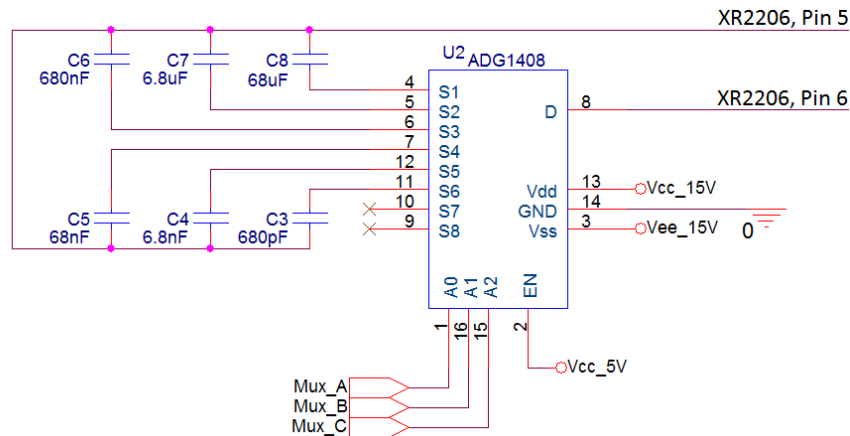 XR2206, Pin 5
C6
680nF
C7
6.8uF
C8
68uF
U2
ADG1408
4
S1
5
S2
6
S3
7
S4
12
S5
11
S6
10
S7
9
S8
D
8
XR2206, Pin 6
Vdd
13
Vcc_15V
GND
14
0
Vss
3
Vee_15V
C5
68nF
C4
6.8nF
C3
680pF
A0
A1
A2
EN
1
16
15
2
Vcc_5V
Mux_A
Mux_B
Mux_C